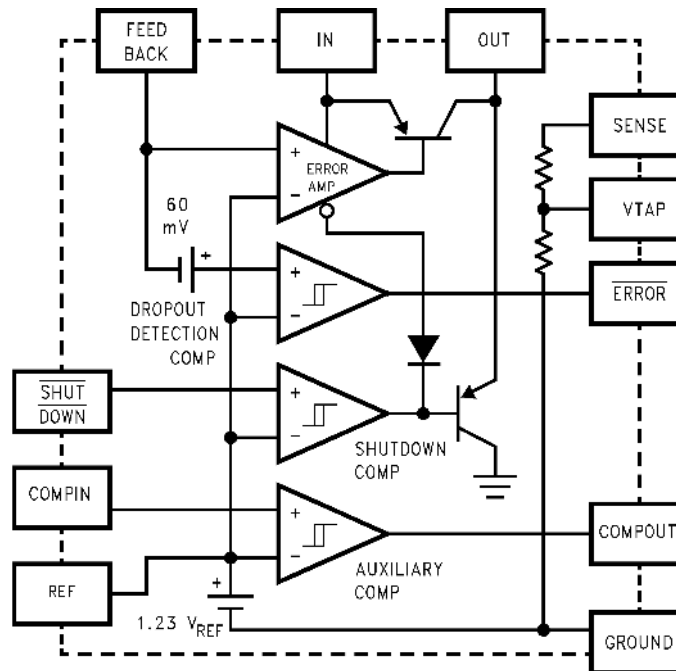 FEED
BACK
IN
OUT
SENSE
+
ERROR
AMP
−
VTAP
60
mV
+
+
−
ERROR
DROPOUT
DETECTION
COMP
SHUT
DOWN
+
−
SHUTDOWN
COMP
COMPIN
+
−
COMPOUT
AUXILIARY
COMP
REF
+
1.23 VREF
GROUND